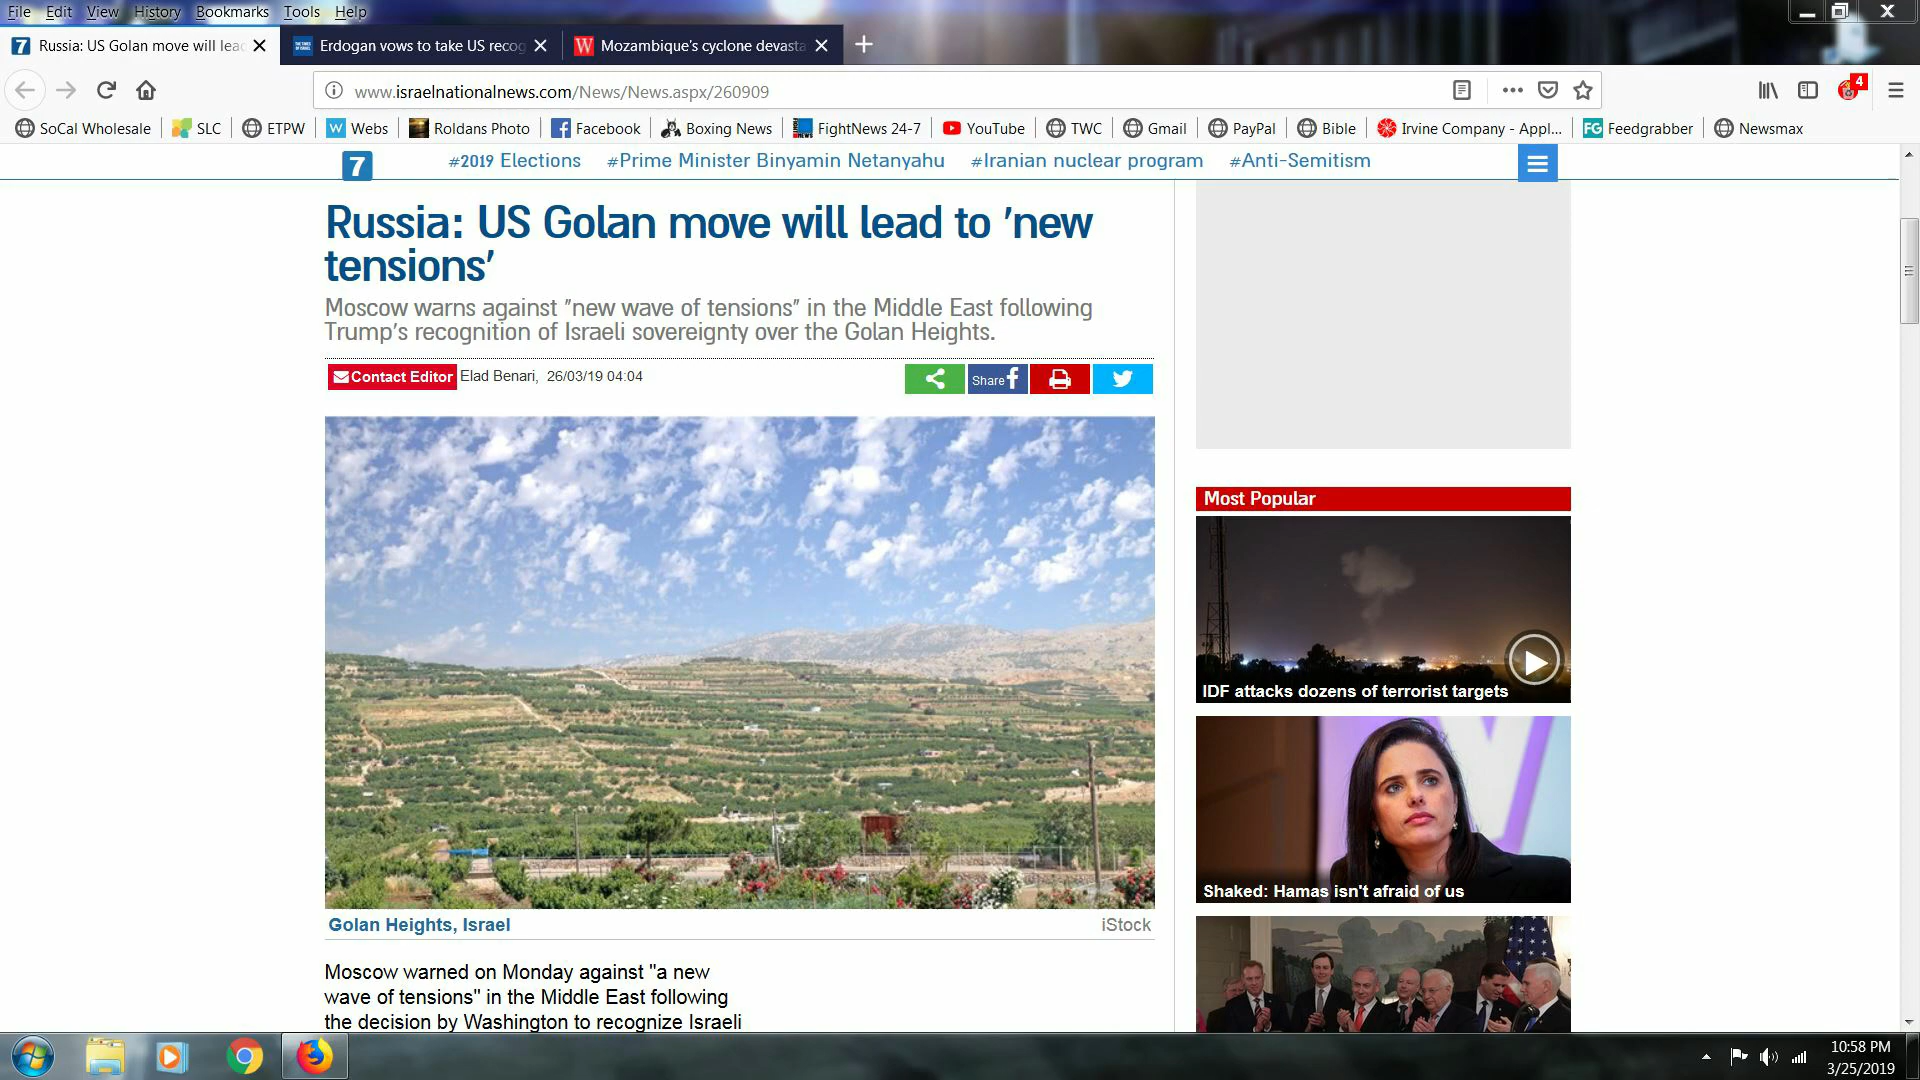 File Edit View History Bookmarks Tools Help
7 Russia: US Golan move will lead
Erdogan vows to take US recog
W Mozambique's cyclone devasta
www.israelnationalnews.com/News/News.aspx/260909
4
SoCal Wholesale SLC ETPW W Webs Roldans Photo Facebook Boxing News FightNews 24-7 YouTube TWC Gmail PayPal Bible Irvine Company - Appl... FG Feedgrabber Newsmax
7 #2019 Elections #Prime Minister Binyamin Netanyahu #Iranian nuclear program #Anti-Semitism
Russia: US Golan move will lead to 'new
tensions'
Moscow warns against "new wave of tensions" in the Middle East following
Trump's recognition of Israeli sovereignty over the Golan Heights.
Contact Editor Elad Benari, 26/03/19 04:04
Share
Golan Heights, Israel
iStock
Moscow warned on Monday against "a new
wave of tensions" in the Middle East following
the decision by Washington to recognize Israeli
Most Popular
IDF attacks dozens of terrorist targets
Shaked: Hamas isn't afraid of us
10:58 PM
3/25/2019